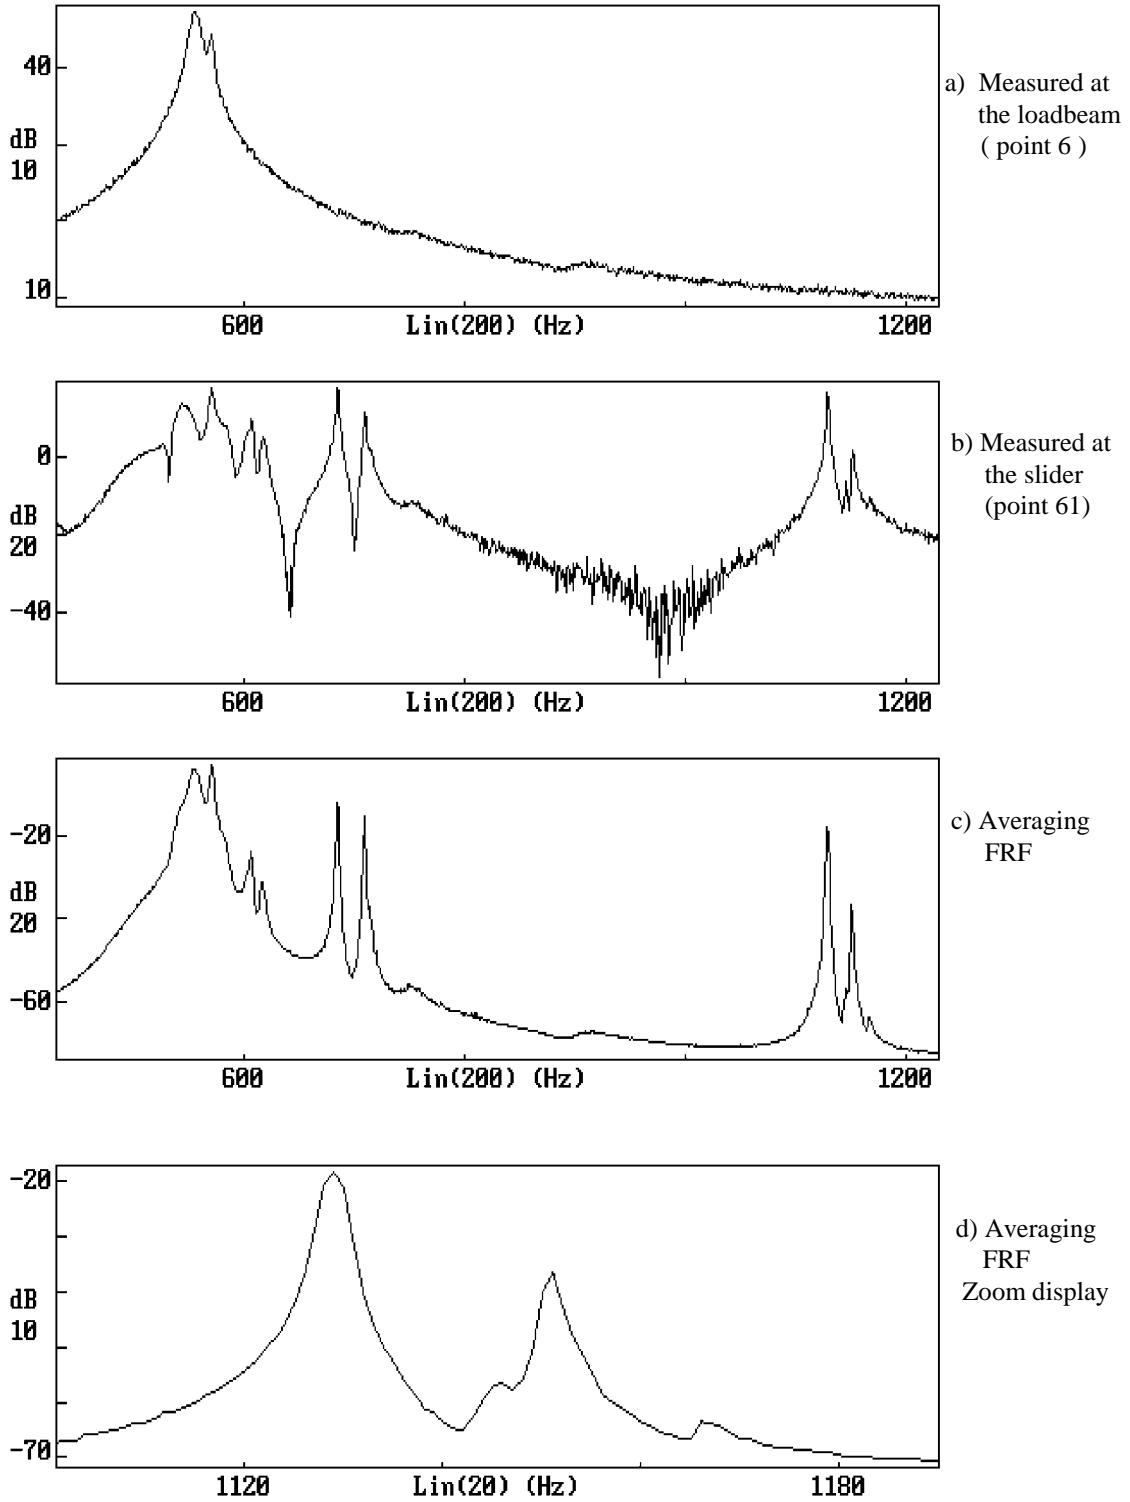 40
dB
10
10
600 Lin(200) (Hz) 1200
a) Measured at
the loadbeam
( point 6 )
0
dB
20
-40
600 Lin(200) (Hz) 1200
b) Measured at
the slider
(point 61)
-20
dB
20
-60
600 Lin(200) (Hz) 1200
c) Averaging
FRF
-20
dB
10
-70
1120 Lin(20) (Hz) 1180
d) Averaging
FRF
Zoom display